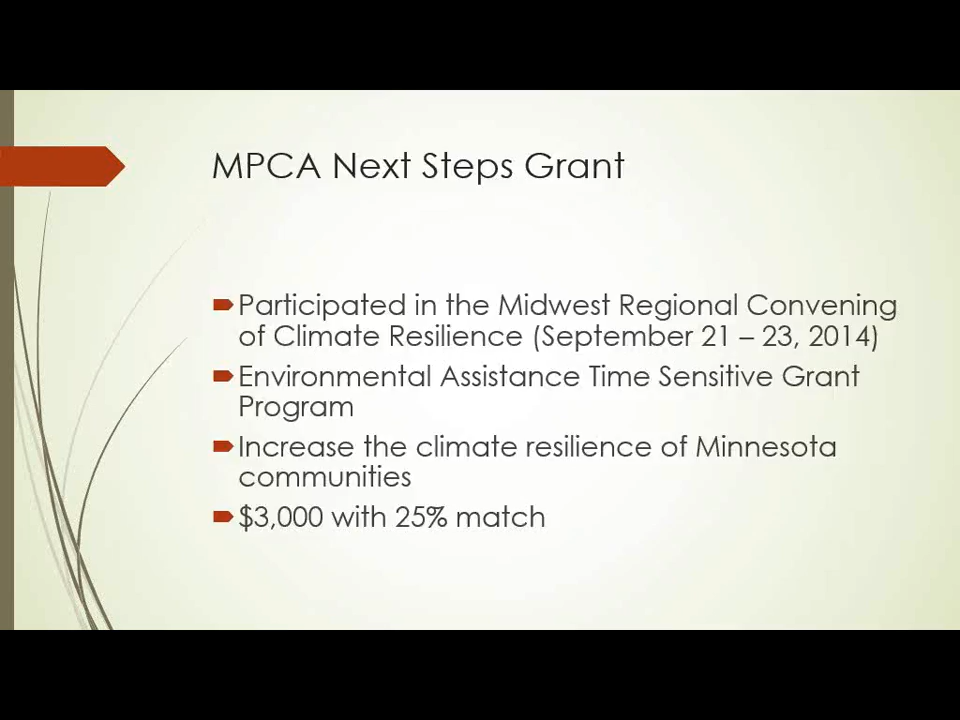 MPCA Next Steps Grant
Participated in the Midwest Regional Convening
of Climate Resilience (September 21 – 23, 2014)
Environmental Assistance Time Sensitive Grant
Program
Increase the climate resilience of Minnesota
communities
$3,000 with 25% match